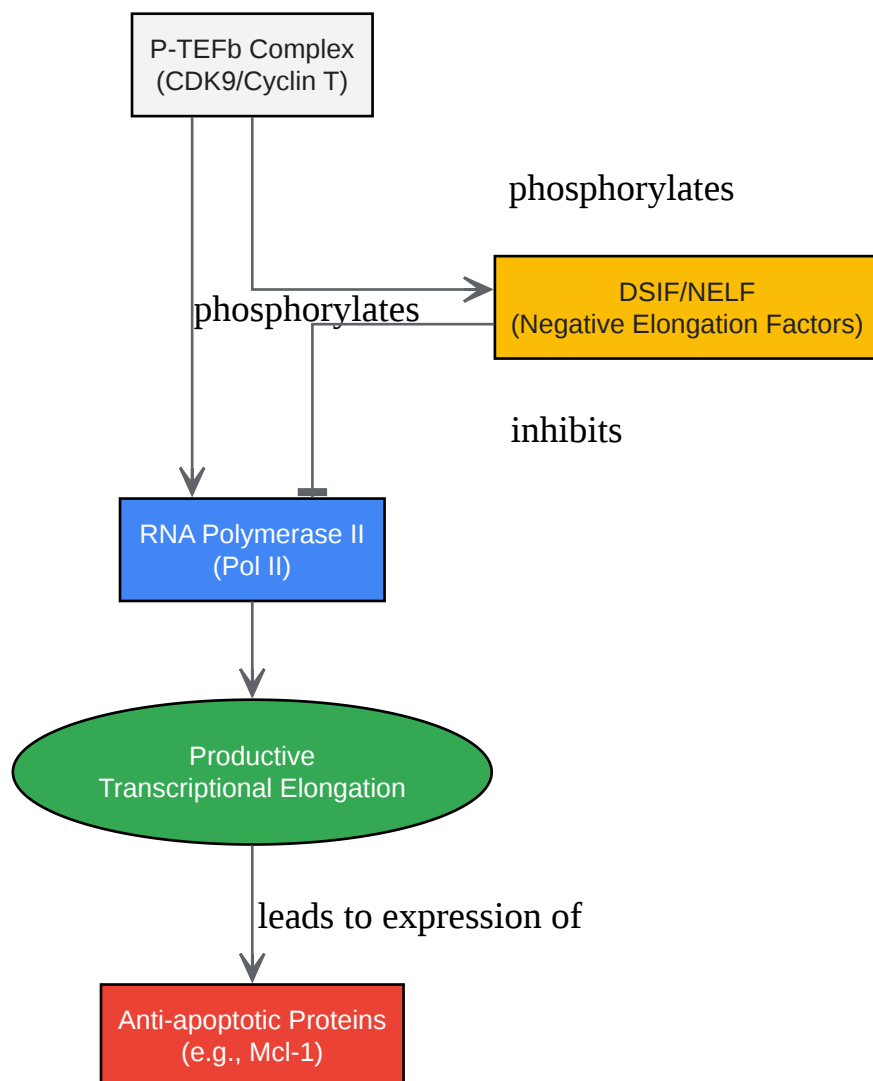 P-TEFb Complex
(CDK9/Cyclin T)
phosphorylates
DSIF/NELF
(Negative Elongation Factors)
phosphorylates
inhibits
RNA Polymerase II
(Pol II)
Productive
Transcriptional Elongation
leads to expression of
Anti-apoptotic Proteins
(e.g., Mcl-1)